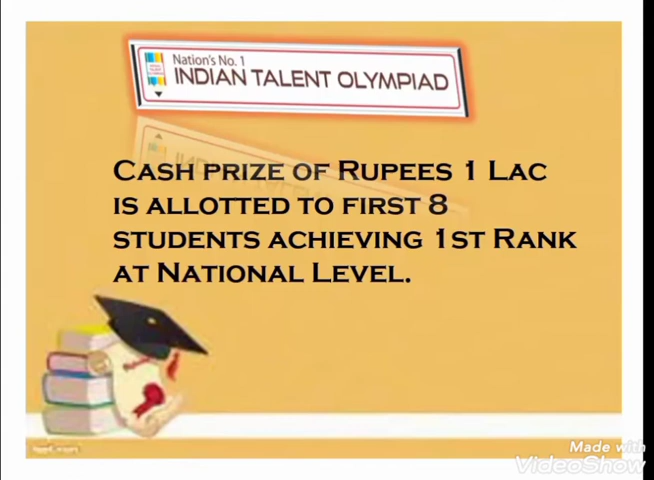 Nation's No. 1
INDIAN TALENT OLYMPIAD
CASH PRIZE OF RUPEES 1 LAC
IS ALLOTTED TO FIRST 8
STUDENTS ACHIEVING 1ST RANK
AT NATIONAL LEVEL.
Made with
VideoShow